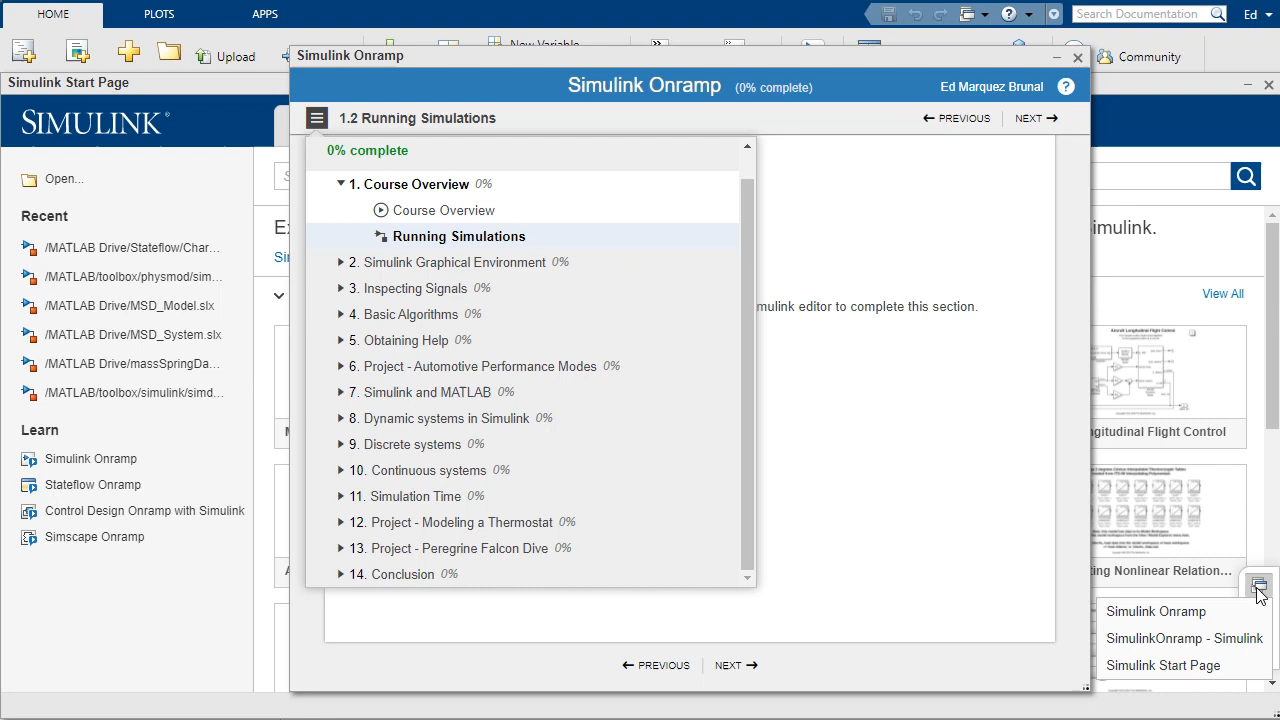 HOME PLOTS APPS
Search Documentation
Ed
Upload
New Variable
Community
Simulink Start Page
SIMULINK®
Open...
Recent
/MATLAB Drive/Stateflow/Char...
/MATLAB/toolbox/physmod/sim...
/MATLAB Drive/MSD_Model.slx
/MATLAB Drive/MSD_System.slx
/MATLAB Drive/massSpringDa...
/MATLAB/toolbox/simulink/simd...
Learn
Simulink Onramp
Stateflow Onramp
Control Design Onramp with Simulink
Simscape Onramp
Simulink Onramp
Simulink Onramp (0% complete)
Ed Marquez Brunal
1.2 Running Simulations
PREVIOUS NEXT
0% complete
1. Course Overview 0%
Course Overview
Running Simulations
2. Simulink Graphical Environment 0%
3. Inspecting Signals 0%
4. Basic Algorithms 0%
5. Obtaining Help 0%
6. Project - Automotive Performance Modes 0%
7. Simulink and MATLAB 0%
8. Dynamic systems in Simulink 0%
9. Discrete systems 0%
10. Continuous systems 0%
11. Simulation Time 0%
12. Project - Modeling a Thermostat 0%
13. Project - Peregrine Falcon Dive 0%
14. Conclusion 0%
mulink editor to complete this section.
PREVIOUS NEXT
imulink.
View All
Aircraft Longitudinal Flight Control
gitudinal Flight Control
ting Nonlinear Relation...
Simulink Onramp
SimulinkOnramp - Simulink
Simulink Start Page